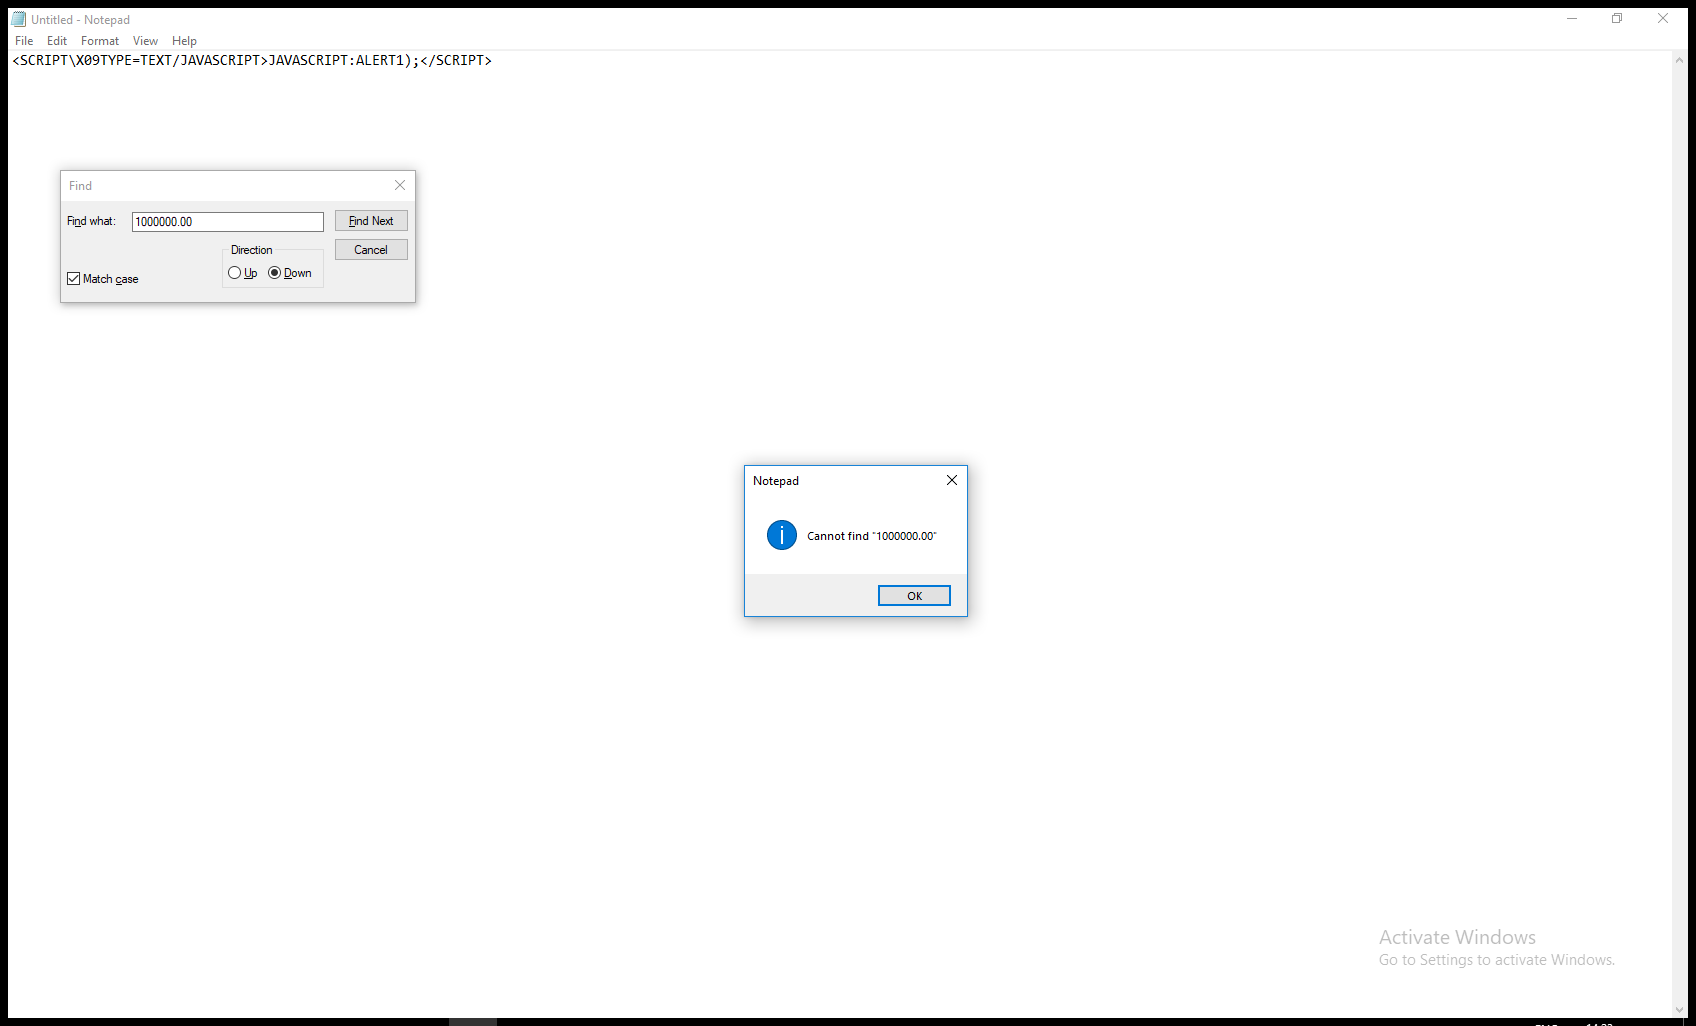 Untitled - Notepad
File Edit Format View Help
<SCRIPT\X09TYPE=TEXT/JAVASCRIPT>JAVASCRIPT:ALERT1);</SCRIPT>
Find
Find what: 1000000.00 Find Next
Direction Cancel
Up Down
Match case
Notepad
Cannot find "1000000.00"
OK
Activate Windows
Go to Settings to activate Windows.